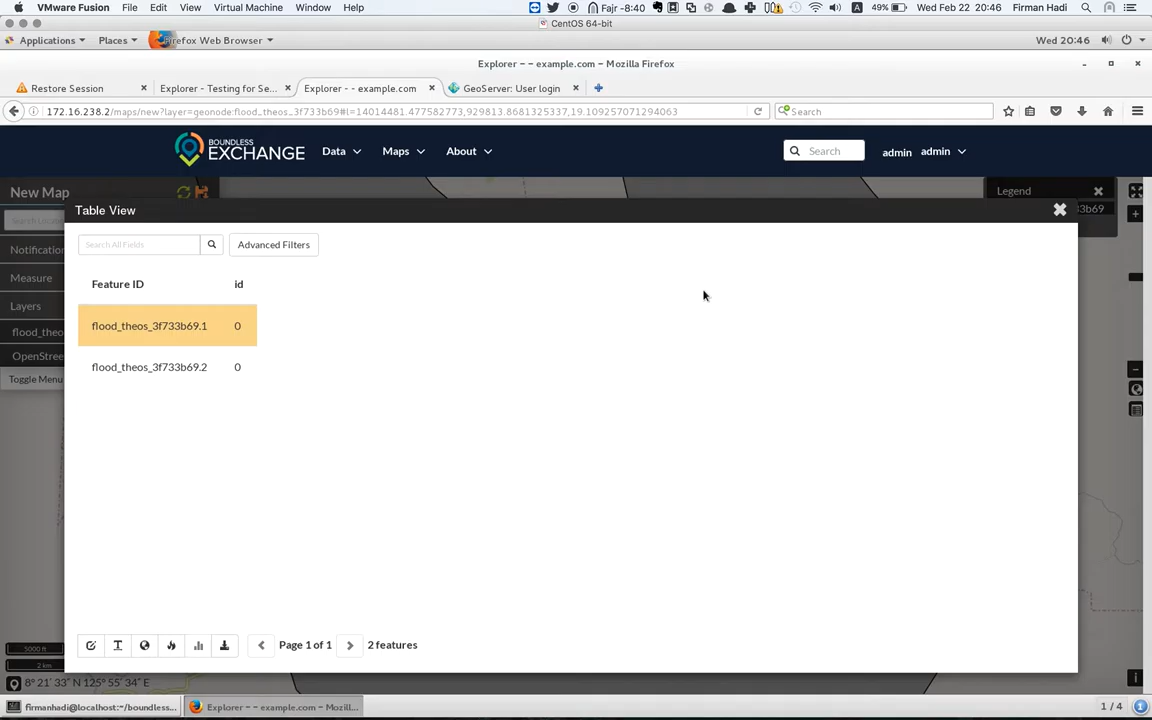 VMware Fusion File Edit View Virtual Machine Window Help Fajr -8:40 49% Wed Feb 22 20:46 Firman Hadi
CentOS 64-bit
Applications Places Firefox Web Browser Wed 20:46
Explorer - - example.com - Mozilla Firefox
Restore Session Explorer - Testing for Se... Explorer - - example.com GeoServer: User login
172.16.238.2/maps/new?layer=geonode:flood_theos_3f733b69#l=14014481.477582773,929813.8681325337,19.109257071294063 Search
BOUNDLESS
EXCHANGE Data Maps About Search admin admin
New Map Legend
Table View 3b69
Search All Fields Advanced Filters
Notification
Measure
Feature ID id
Layers
flood_theo
flood_theos_3f733b69.1 0
OpenStree
flood_theos_3f733b69.2 0
Toggle Menu
Page 1 of 1 2 features
5000 ft
2 km
8° 21' 33" N 125° 55' 34" E
firmanhadi@localhost:~/boundless... Explorer - - example.com - Mozill... 1 / 4